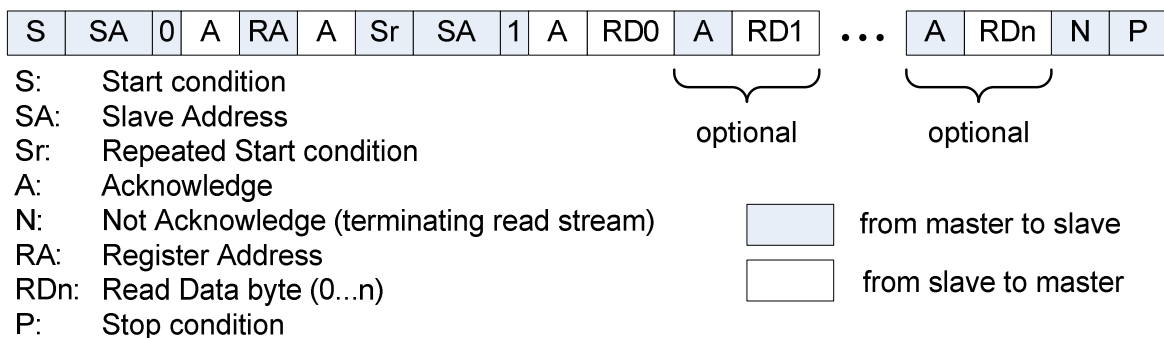 S SA 0 A RA A Sr SA 1 A RD0 A RD1 ••• A RDn N P
S: Start condition
SA: Slave Address
optional optional
Sr: Repeated Start condition
A: Acknowledge
N: Not Acknowledge (terminating read stream)
from master to slave
RA: Register Address
RDn: Read Data byte (0...n)
from slave to master
P: Stop condition